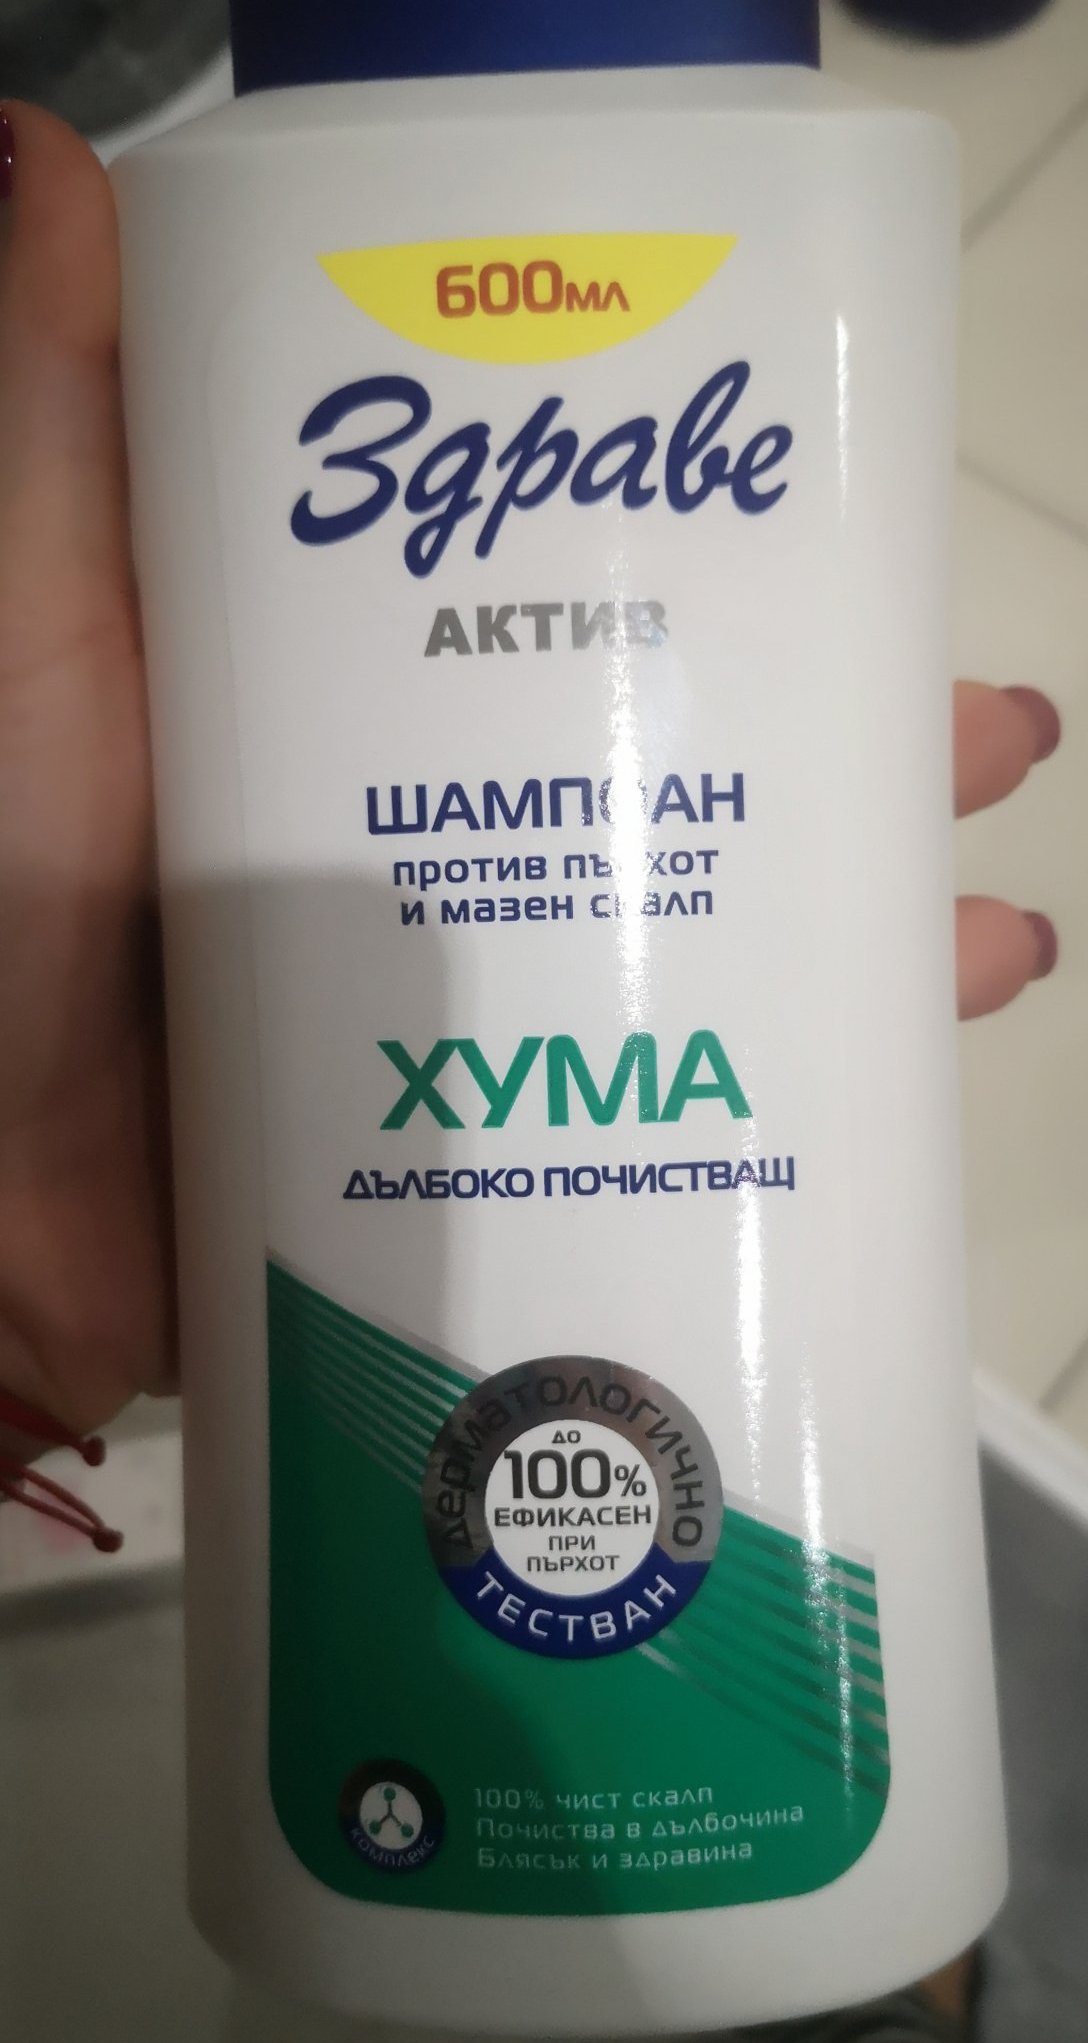 600мл
Здраве
АКТИВ
ШАМПОАН
против пърхот
и мазен скалп
ХУМА
ДЪЛБОКО ПОЧИСТВАЩ
дерматологично
ДО
100%
ЕФИКАСЕН
ПРИ
ПЪРХОТ
ТЕСТВАН
100% чист скалп
Почиства в дълбочина
Блясък и здравина
комплекс